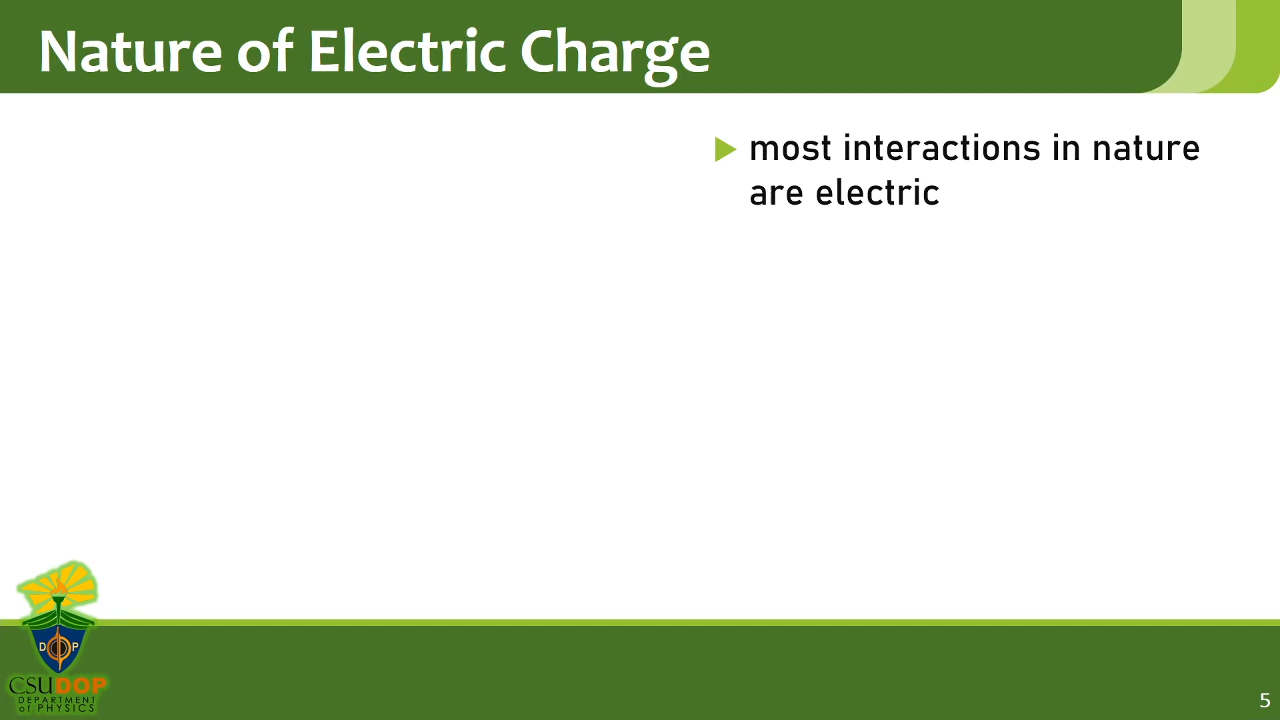 Nature of Electric Charge
most interactions in nature
are electric
D P
CSUDOP
DEPARTMENT
of PHYSICS
5